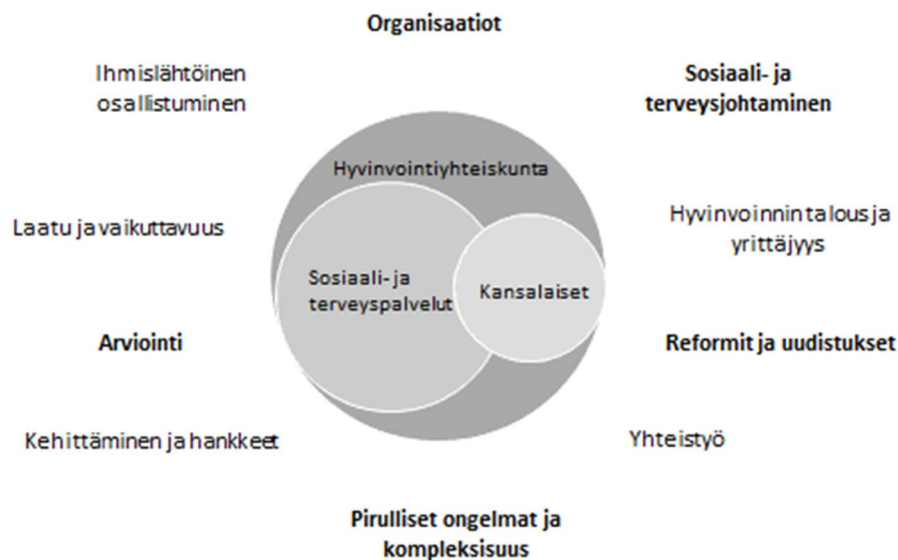 Organisaatiot
Ihmislähtöinen
osallistuminen
Sosiaali- ja
terveysjohtaminen
Hyvinvointiyhteiskunta
Laatu ja vaikuttavuus
Hyvinvoinnin talous ja
yrittäjyys
Sosiaali- ja
terveyspalvelut
Kansalaiset
Arviointi
Reformit ja uudistukset
Kehittäminen ja hankkeet
Yhteistyö
Pirulliset ongelmat ja
kompleksisuus